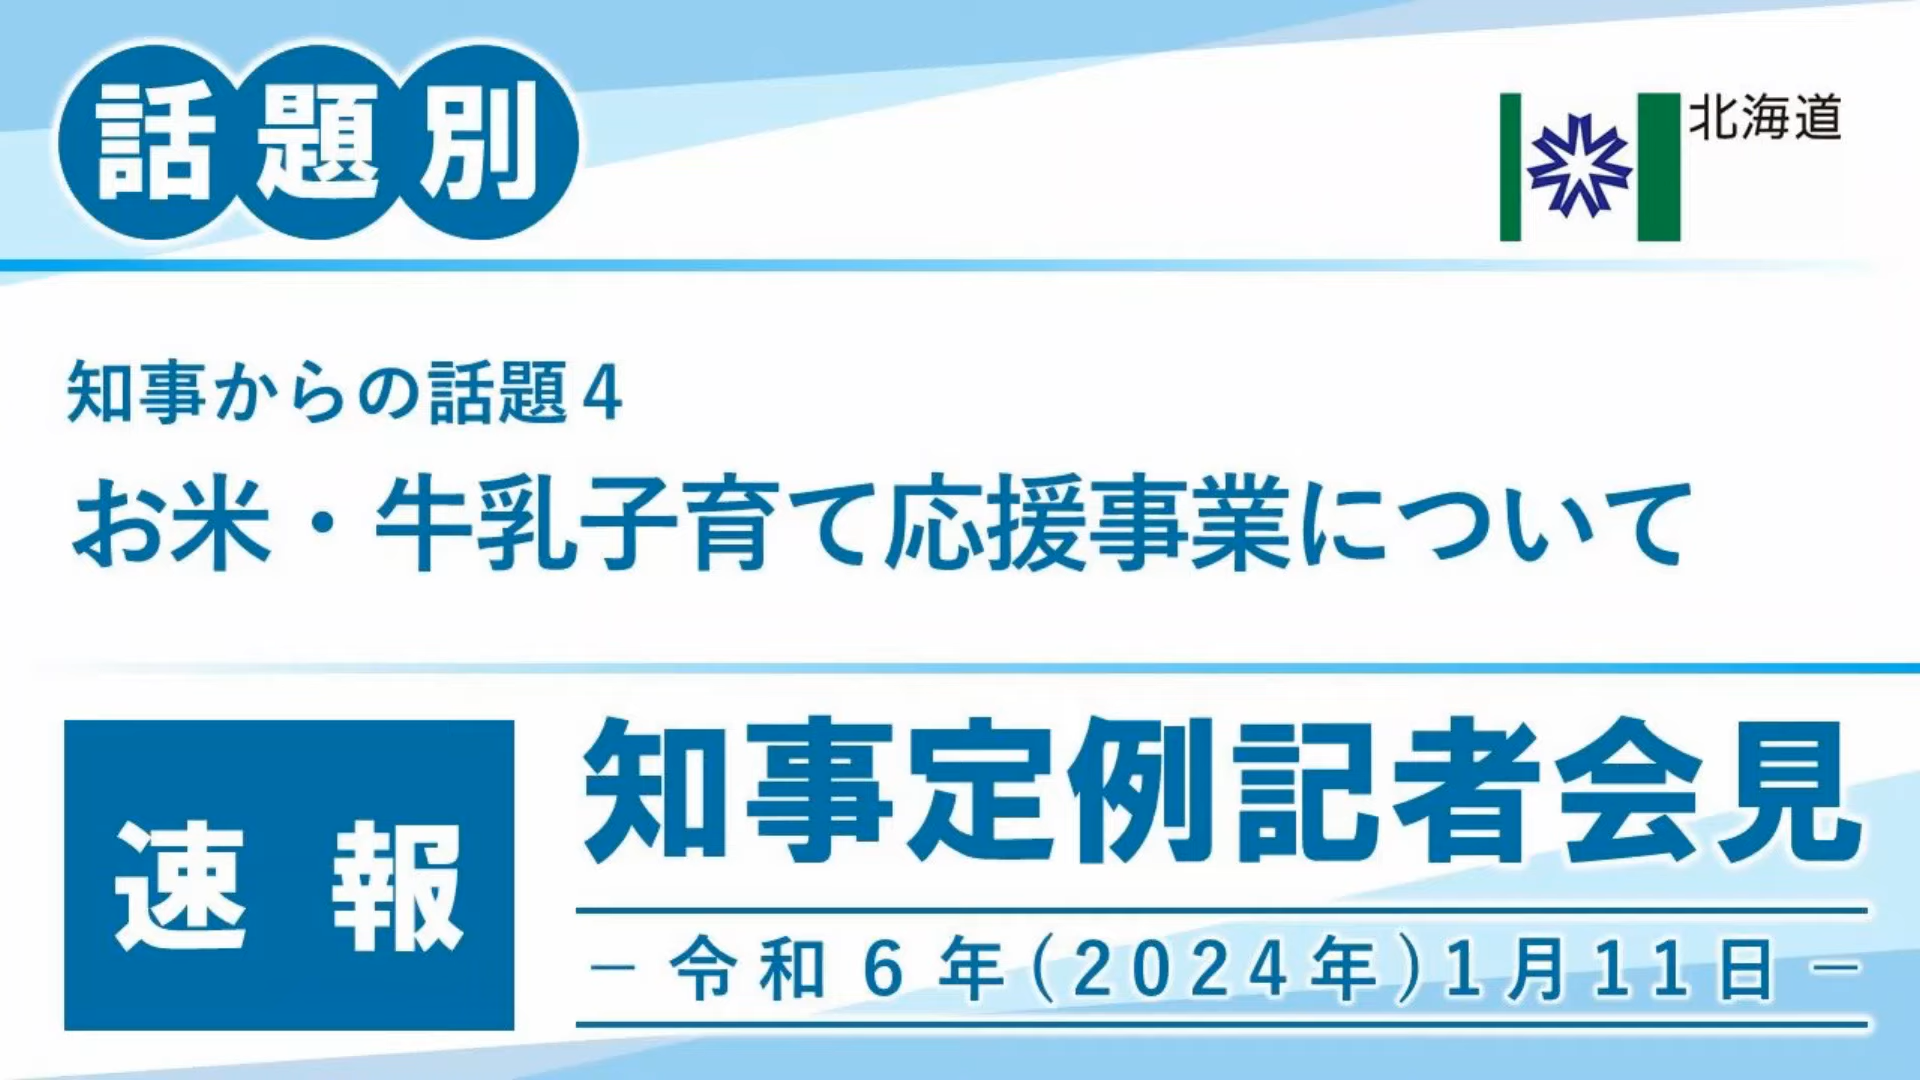 話題別
北海道
知事からの話題4
お米・牛乳子育て応援事業について
速報
知事定例記者会見
－令和6年(2024年)1月11日－